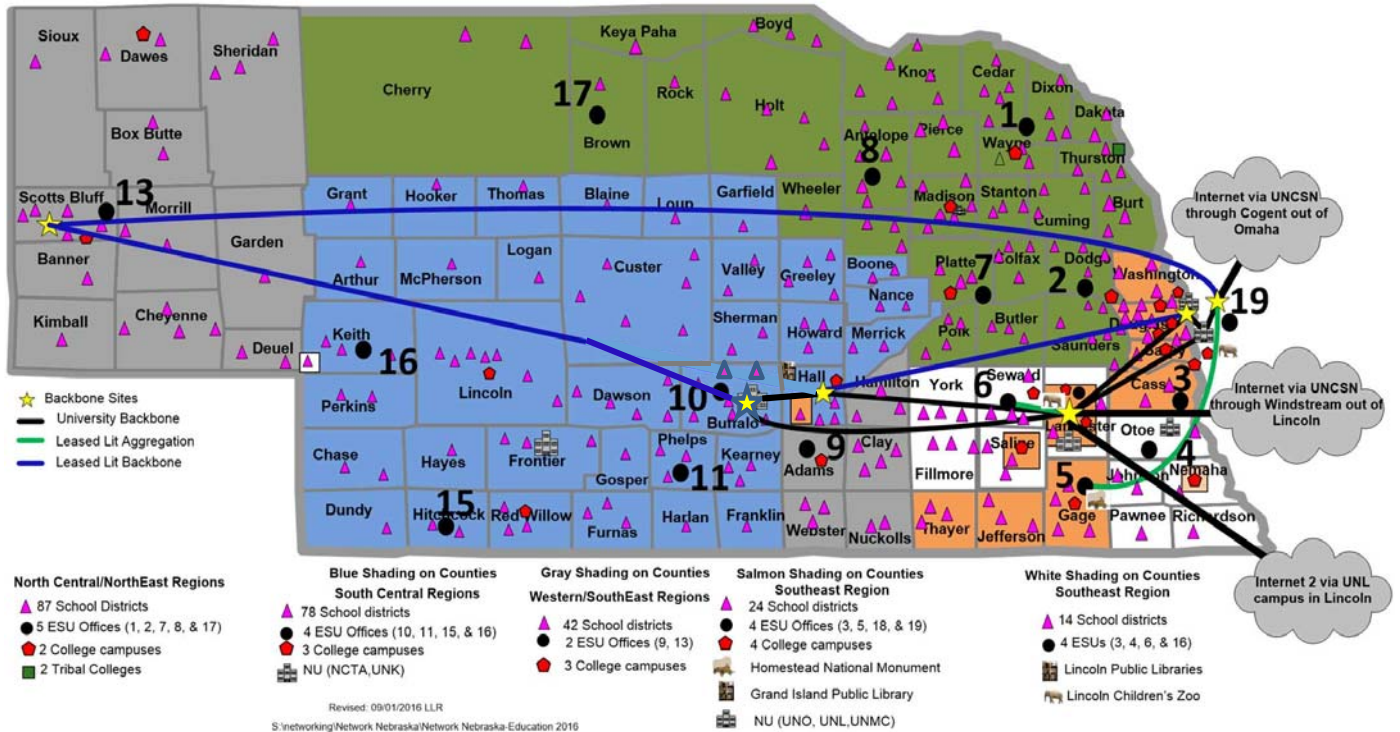 Sioux
Dawes
Sheridan
Box Butte
Scotts Bluff
13
Morrill
Banner
Garden
Kimball
Cheyenne
Deuel
Cherry
Keya Paha
Boyd
17
Brown
Rock
Holt
Knox
Cedar
Dixon
Dakota
1
Antelope
Pierce
Wayne
Thurston
8
Wheeler
Madison
Stanton
Cuming
Burt
Platte
Colfax
Dodge
Washington
7
2
Polk
Butler
Saunders
Douglas
Sarpy
19
Grant
Hooker
Thomas
Blaine
Loup
Garfield
Arthur
McPherson
Logan
Custer
Valley
Greeley
Boone
Nance
Keith
16
Lincoln
Sherman
Howard
Merrick
Perkins
Dawson
10
Buffalo
Hall
Hamilton
York
Seward
6
Lancaster
Cass
3
Otoe
Chase
Hayes
Frontier
Gosper
Phelps
11
Kearney
Adams
9
Clay
Fillmore
Saline
5
Johnson
4
Nemaha
Dundy
Hitchcock
15
Red Willow
Furnas
Harlan
Franklin
Webster
Nuckolls
Thayer
Jefferson
Gage
Pawnee
Richardson
Internet via UNCSN
through Cogent out of
Omaha
Internet via UNCSN
through Windstream out of
Lincoln
Internet 2 via UNL
campus in Lincoln
Backbone Sites
University Backbone
Leased Lit Aggregation
Leased Lit Backbone
North Central/NorthEast Regions
87 School Districts
5 ESU Offices (1, 2, 7, 8, & 17)
2 College campuses
2 Tribal Colleges
Blue Shading on Counties
South Central Regions
78 School districts
4 ESU Offices (10, 11, 15, & 16)
3 College campuses
NU (NCTA,UNK)
Gray Shading on Counties
Western/SouthEast Regions
42 School districts
2 ESU Offices (9, 13)
3 College campuses
Salmon Shading on Counties
Southeast Region
24 School districts
4 ESU Offices (3, 5, 18, & 19)
4 College campuses
Homestead National Monument
Grand Island Public Library
NU (UNO, UNL,UNMC)
White Shading on Counties
Southeast Region
14 School districts
4 ESUs (3, 4, 6, & 16)
Lincoln Public Libraries
Lincoln Children's Zoo
Revised: 09/01/2016 LLR
S:\networking\Network Nebraska\Network Nebraska-Education 2016